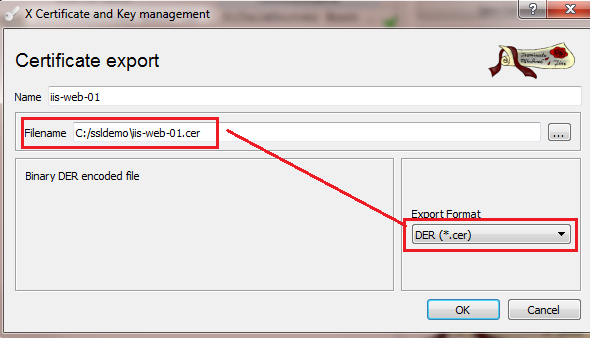 X Certificate and Key management
?
Certificate export
Name iis-web-01
Filename C:/ssldemo\iis-web-01.cer ...
Binary DER encoded file
Export Format
DER (*.cer)
OK Cancel